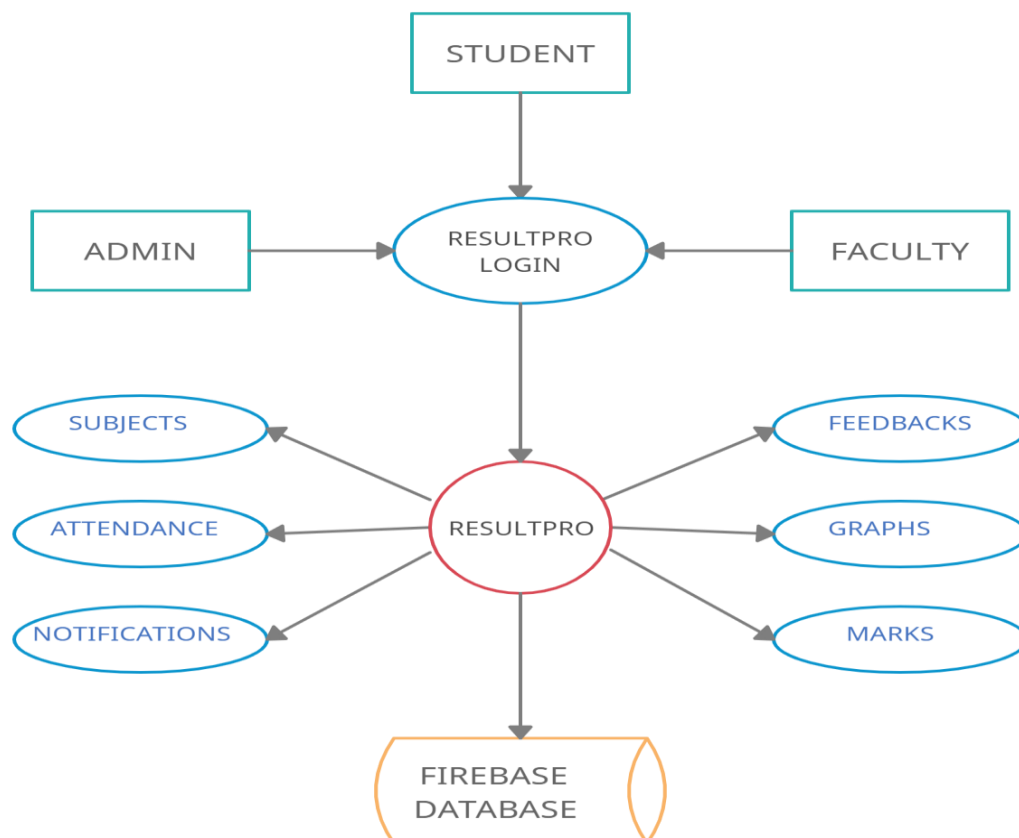 STUDENT
ADMIN
RESULTPRO
LOGIN
FACULTY
SUBJECTS
FEEDBACKS
ATTENDANCE
RESULTPRO
GRAPHS
NOTIFICATIONS
MARKS
FIREBASE
DATABASE